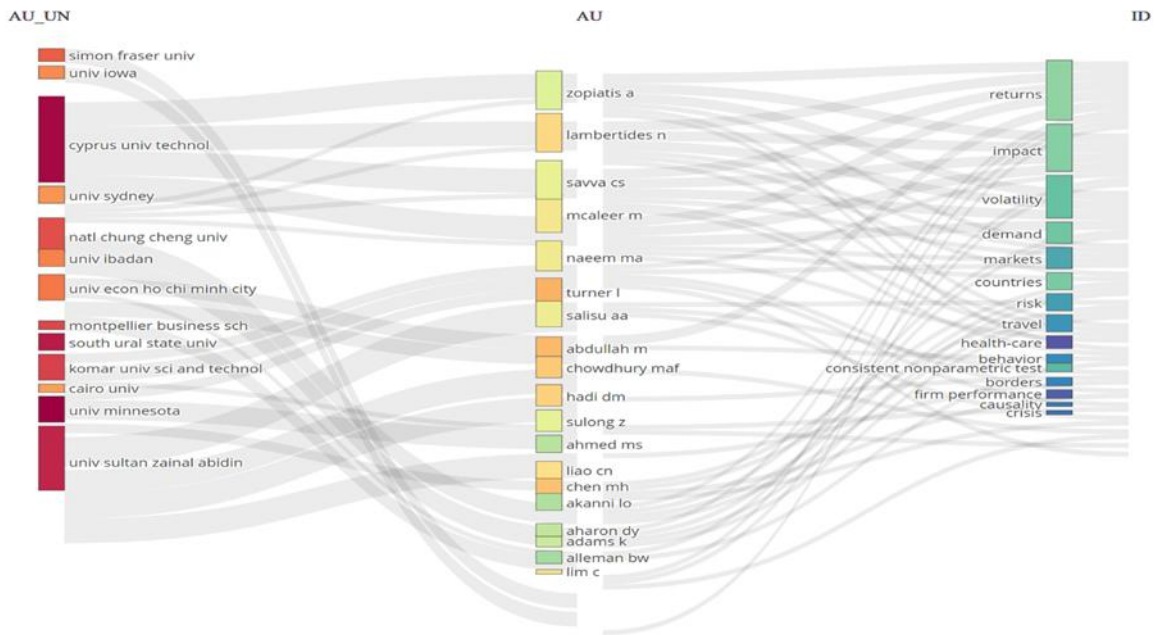 AU_UN
AU
ID
simon fraser univ
univ iowa
cyprus univ technol
univ sydney
natl chung cheng univ
univ ibadan
univ econ ho chi minh city
montpellier business sch
south ural state univ
komar univ sci and technol
cairo univ
univ minnesota
univ sultan zainal abidin
zopiatis a
lambertides n
savva cs
mcaleer m
naeem ma
turner l
salisu aa
abdullah m
chowdhury maf
hadi dm
sulong z
ahmed ms
liao cn
chen mh
akanni lo
aharon dy
adams k
alleman bw
lim c
returns
impact
volatility
demand
markets
countries
risk
travel
health-care
behavior
consistent nonparametric test
borders
firm performance
causality
crisis